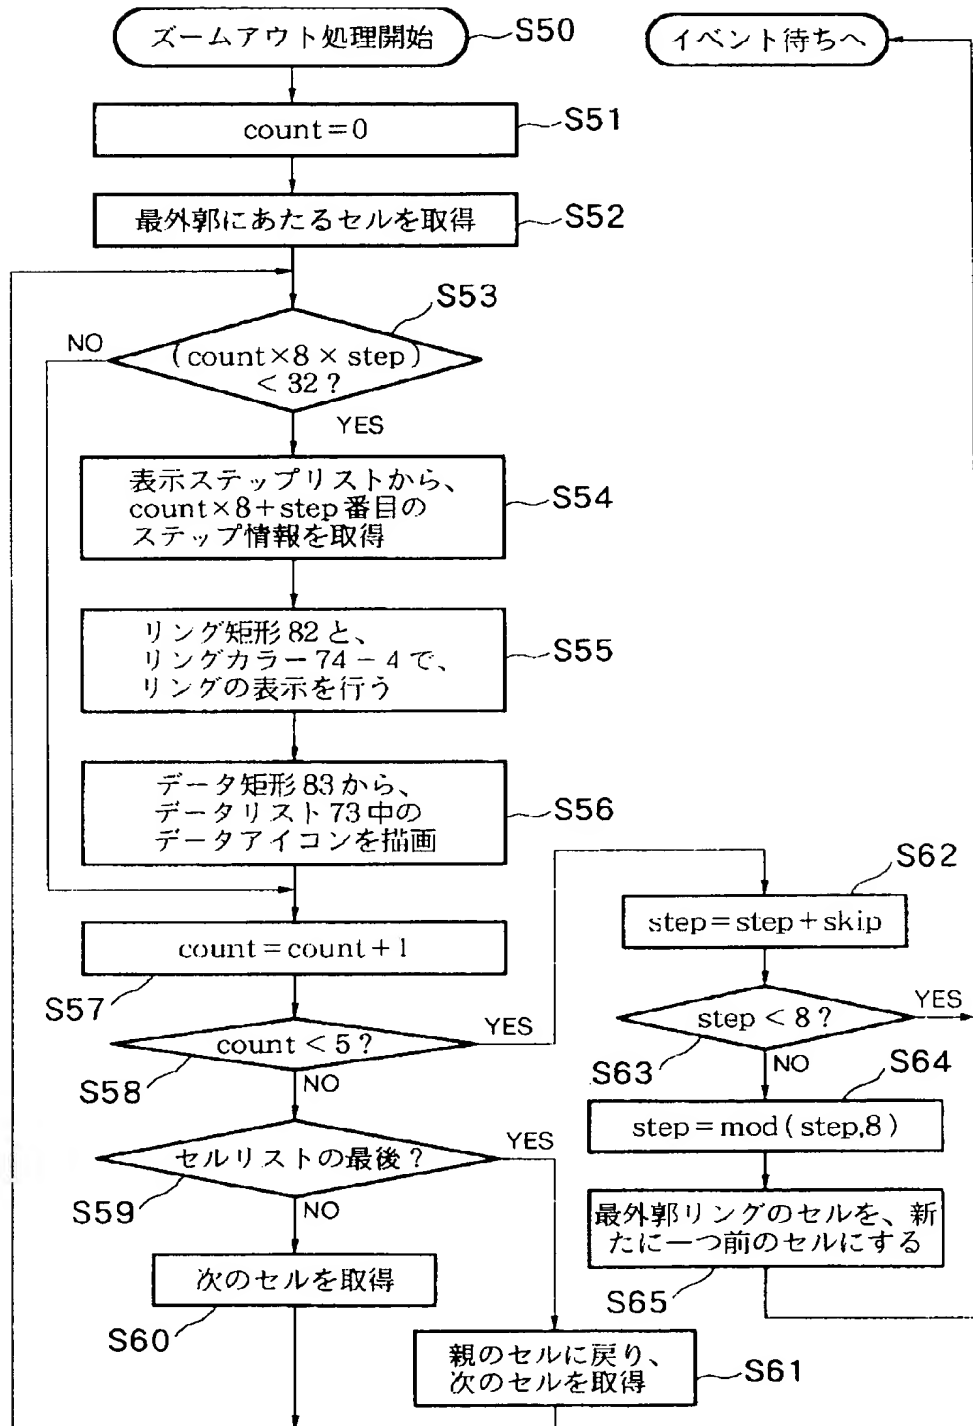 ズームアウト処理開始
S50
イベント待ちへ
count=0
S51
最外郭にあたるセルを取得
S52
S53
NO
(count×8×step)
<32?
YES
表示ステップリストから、
count×8+step番目の
ステップ情報を取得
S54
リング矩形82と、
リングカラー74-4で、
リングの表示を行う
S55
データ矩形83から、
データリスト73中の
データアイコンを描画
S56
count=count+1
S57
count<5?
YES
S58
NO
セルリストの最後?
YES
S59
NO
次のセルを取得
S60
親のセルに戻り、
次のセルを取得
S61
S62
step=step+skip
step<8?
YES
S63
NO
S64
step=mod(step,8)
最外郭リングのセルを、新
たに一つ前のセルにする
S65